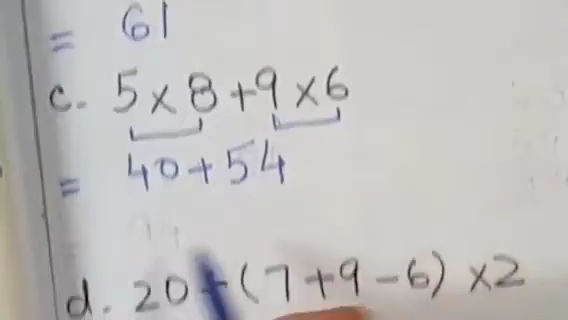 = 61
c. 5×8+9×6
= 40+54
d. 20 (7+9-6) ×2